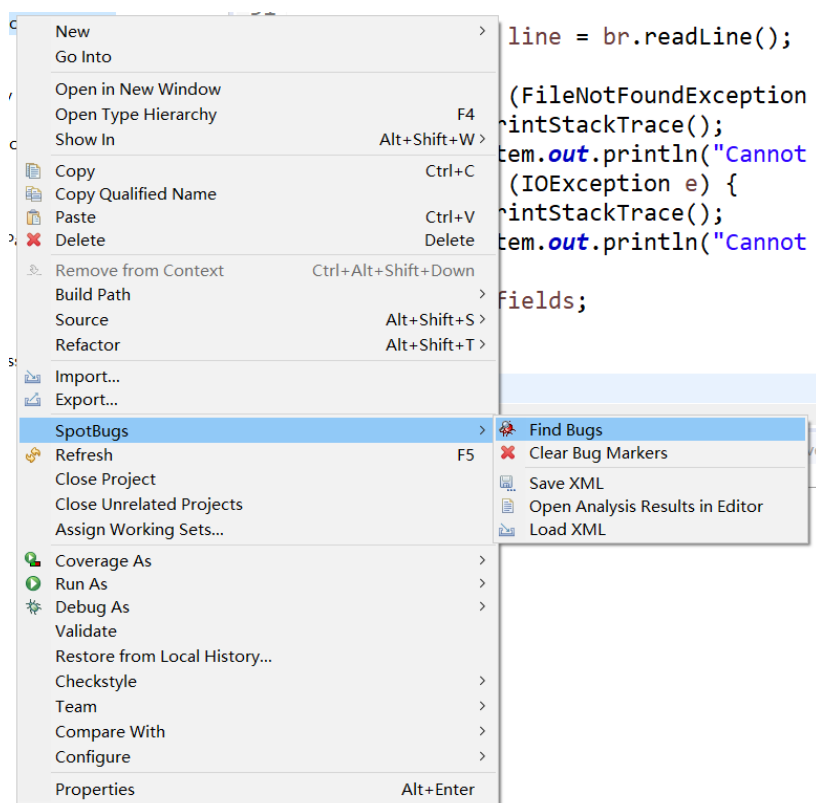 New
Go Into
Open in New Window
Open Type Hierarchy F4
Show In Alt+Shift+W >
Copy Ctrl+C
Copy Qualified Name
Paste Ctrl+V
Delete Delete
Remove from Context Ctrl+Alt+Shift+Down
Build Path
Source Alt+Shift+S >
Refactor Alt+Shift+T >
Import...
Export...
SpotBugs
Refresh F5
Close Project
Close Unrelated Projects
Assign Working Sets...
Coverage As
Run As
Debug As
Validate
Restore from Local History...
Checkstyle
Team
Compare With
Configure
Properties Alt+Enter
Find Bugs
Clear Bug Markers
Save XML
Open Analysis Results in Editor
Load XML
line = br.readLine();
(FileNotFoundException
rintStackTrace();
tem.out.println("Cannot
(IOException e) {
rintStackTrace();
tem.out.println("Cannot
fields;